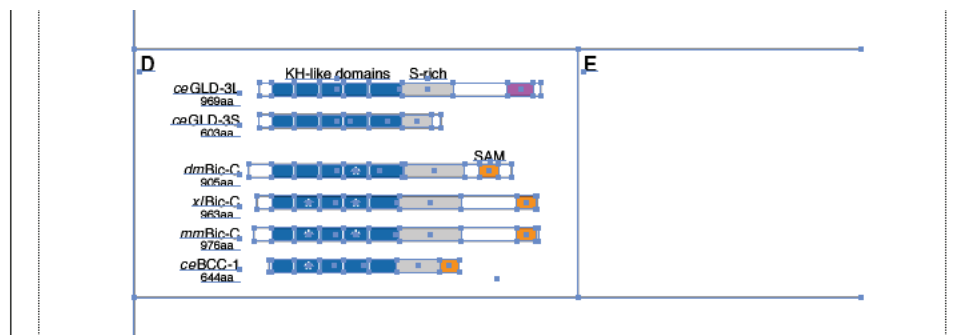 D
E
KH-like domains S-rich
ceGLD-3L
969aa
ceGLD-3S
603aa
SAM
dmBic-C
905aa
xlBic-C
963aa
mmBic-C
976aa
ceBCC-1
644aa